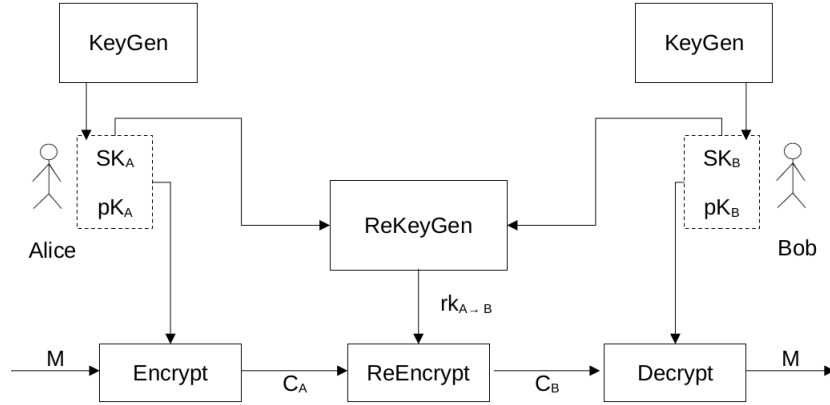 KeyGen
KeyGen
SKA
pKA
SKB
pKB
Alice
Bob
ReKeyGen
rkA→ B
M
Encrypt
CA
ReEncrypt
CB
Decrypt
M